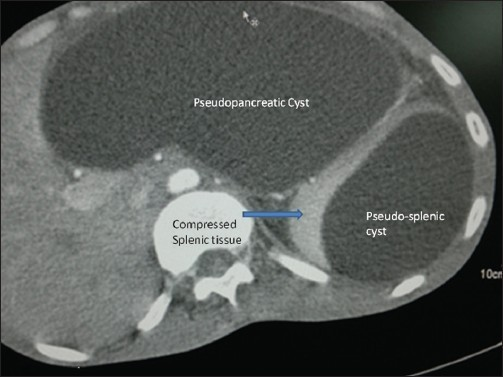 Pseudopancreatic Cyst
Compressed
Splenic tissue
Pseudo-splenic
cyst
10cm